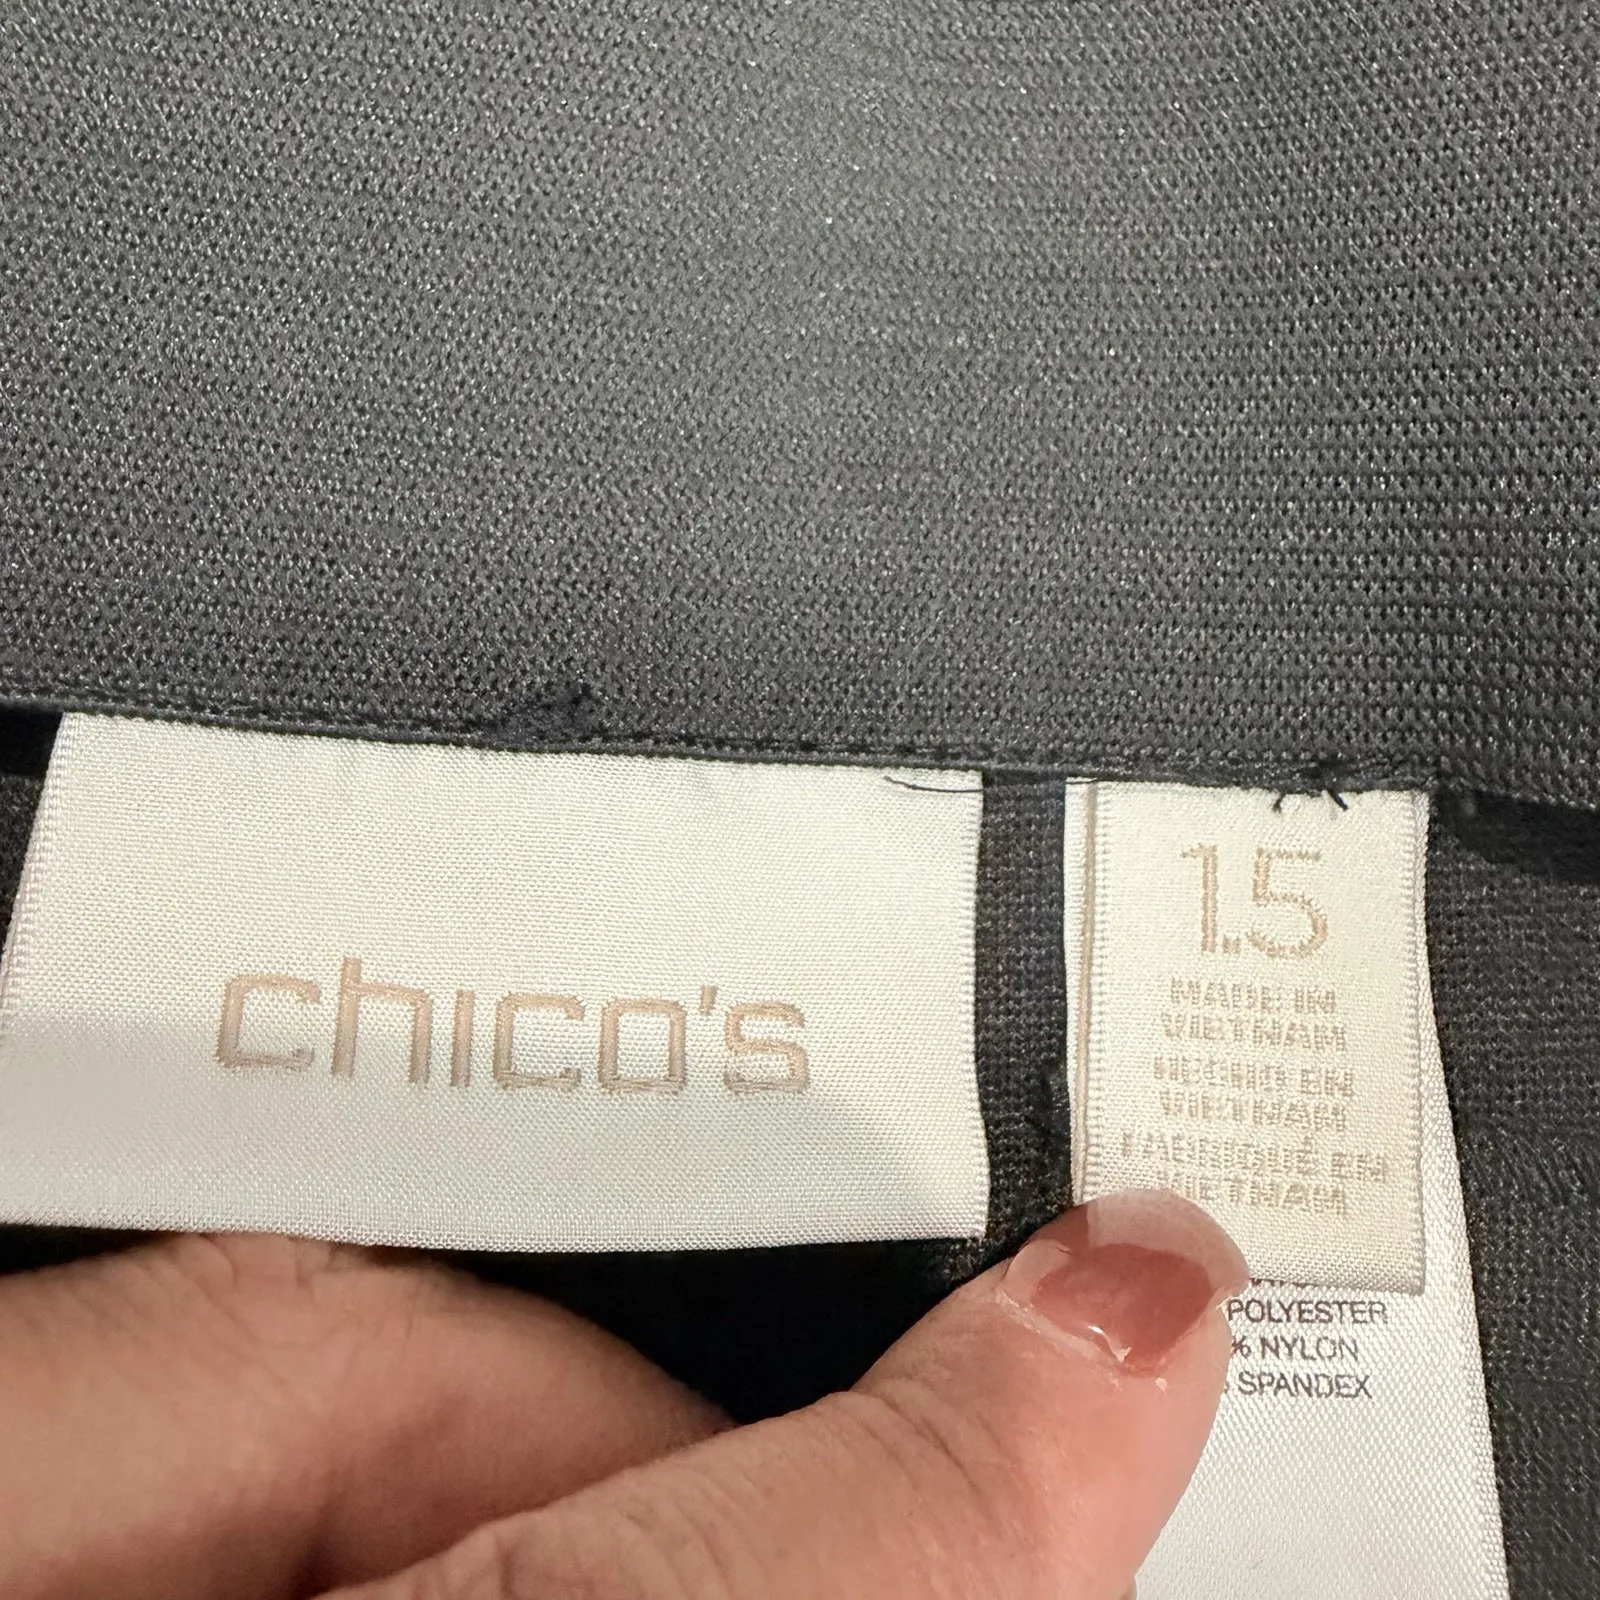 chico's
1.5
MADE IN
VIETNAM
HECHO EN
VIETNAM
FABRIQUÉ EN
VIETNAM
POLYESTER
% NYLON
SPANDEX